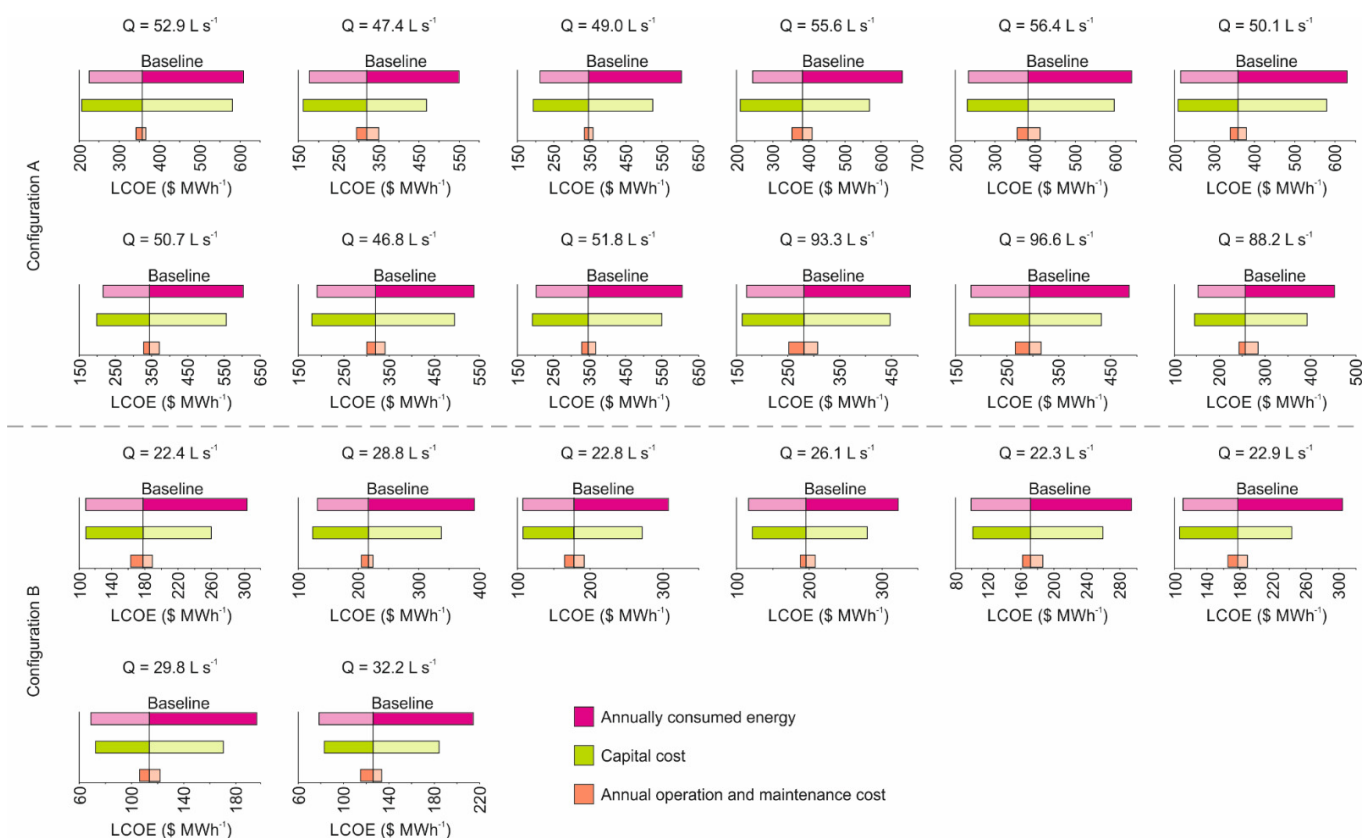 Configuration A
Q = 52.9 L s⁻¹
Baseline
200 300 400 500 600
LCOE ($ MWh⁻¹)
Q = 47.4 L s⁻¹
Baseline
150 250 350 450 550
LCOE ($ MWh⁻¹)
Q = 49.0 L s⁻¹
Baseline
150 250 350 450 550 650
LCOE ($ MWh⁻¹)
Q = 55.6 L s⁻¹
Baseline
200 300 400 500 600 700
LCOE ($ MWh⁻¹)
Q = 56.4 L s⁻¹
Baseline
200 300 400 500 600
LCOE ($ MWh⁻¹)
Q = 50.1 L s⁻¹
Baseline
200 300 400 500 600
LCOE ($ MWh⁻¹)
Q = 50.7 L s⁻¹
Baseline
150 250 350 450 550 650
LCOE ($ MWh⁻¹)
Q = 46.8 L s⁻¹
Baseline
150 250 350 450 550
LCOE ($ MWh⁻¹)
Q = 51.8 L s⁻¹
Baseline
150 250 350 450 550 650
LCOE ($ MWh⁻¹)
Q = 93.3 L s⁻¹
Baseline
150 250 350 450
LCOE ($ MWh⁻¹)
Q = 96.6 L s⁻¹
Baseline
150 250 350 450
LCOE ($ MWh⁻¹)
Q = 88.2 L s⁻¹
Baseline
100 200 300 400 500
LCOE ($ MWh⁻¹)
Configuration B
Q = 22.4 L s⁻¹
Baseline
100 140 180 220 260 300
LCOE ($ MWh⁻¹)
Q = 28.8 L s⁻¹
Baseline
100 200 300 400
LCOE ($ MWh⁻¹)
Q = 22.8 L s⁻¹
Baseline
100 200 300
LCOE ($ MWh⁻¹)
Q = 26.1 L s⁻¹
Baseline
100 200 300
LCOE ($ MWh⁻¹)
Q = 22.3 L s⁻¹
Baseline
80 120 160 200 240 280
LCOE ($ MWh⁻¹)
Q = 22.9 L s⁻¹
Baseline
100 140 180 220 260 300
LCOE ($ MWh⁻¹)
Q = 29.8 L s⁻¹
Baseline
60 100 140 180
LCOE ($ MWh⁻¹)
Q = 32.2 L s⁻¹
Baseline
60 100 140 180 220
LCOE ($ MWh⁻¹)
Annually consumed energy
Capital cost
Annual operation and maintenance cost